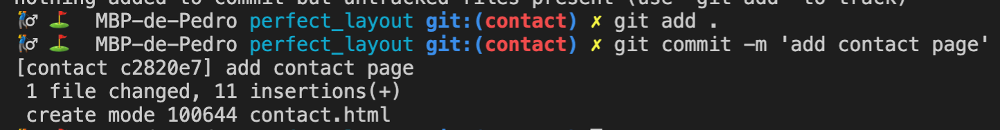 nothing added to commit but untracked files present (use "git add" to track)
MBP-de-Pedro perfect_layout git:(contact) ✗ git add .
MBP-de-Pedro perfect_layout git:(contact) ✗ git commit -m 'add contact page'
[contact c2820e7] add contact page
1 file changed, 11 insertions(+)
create mode 100644 contact.html